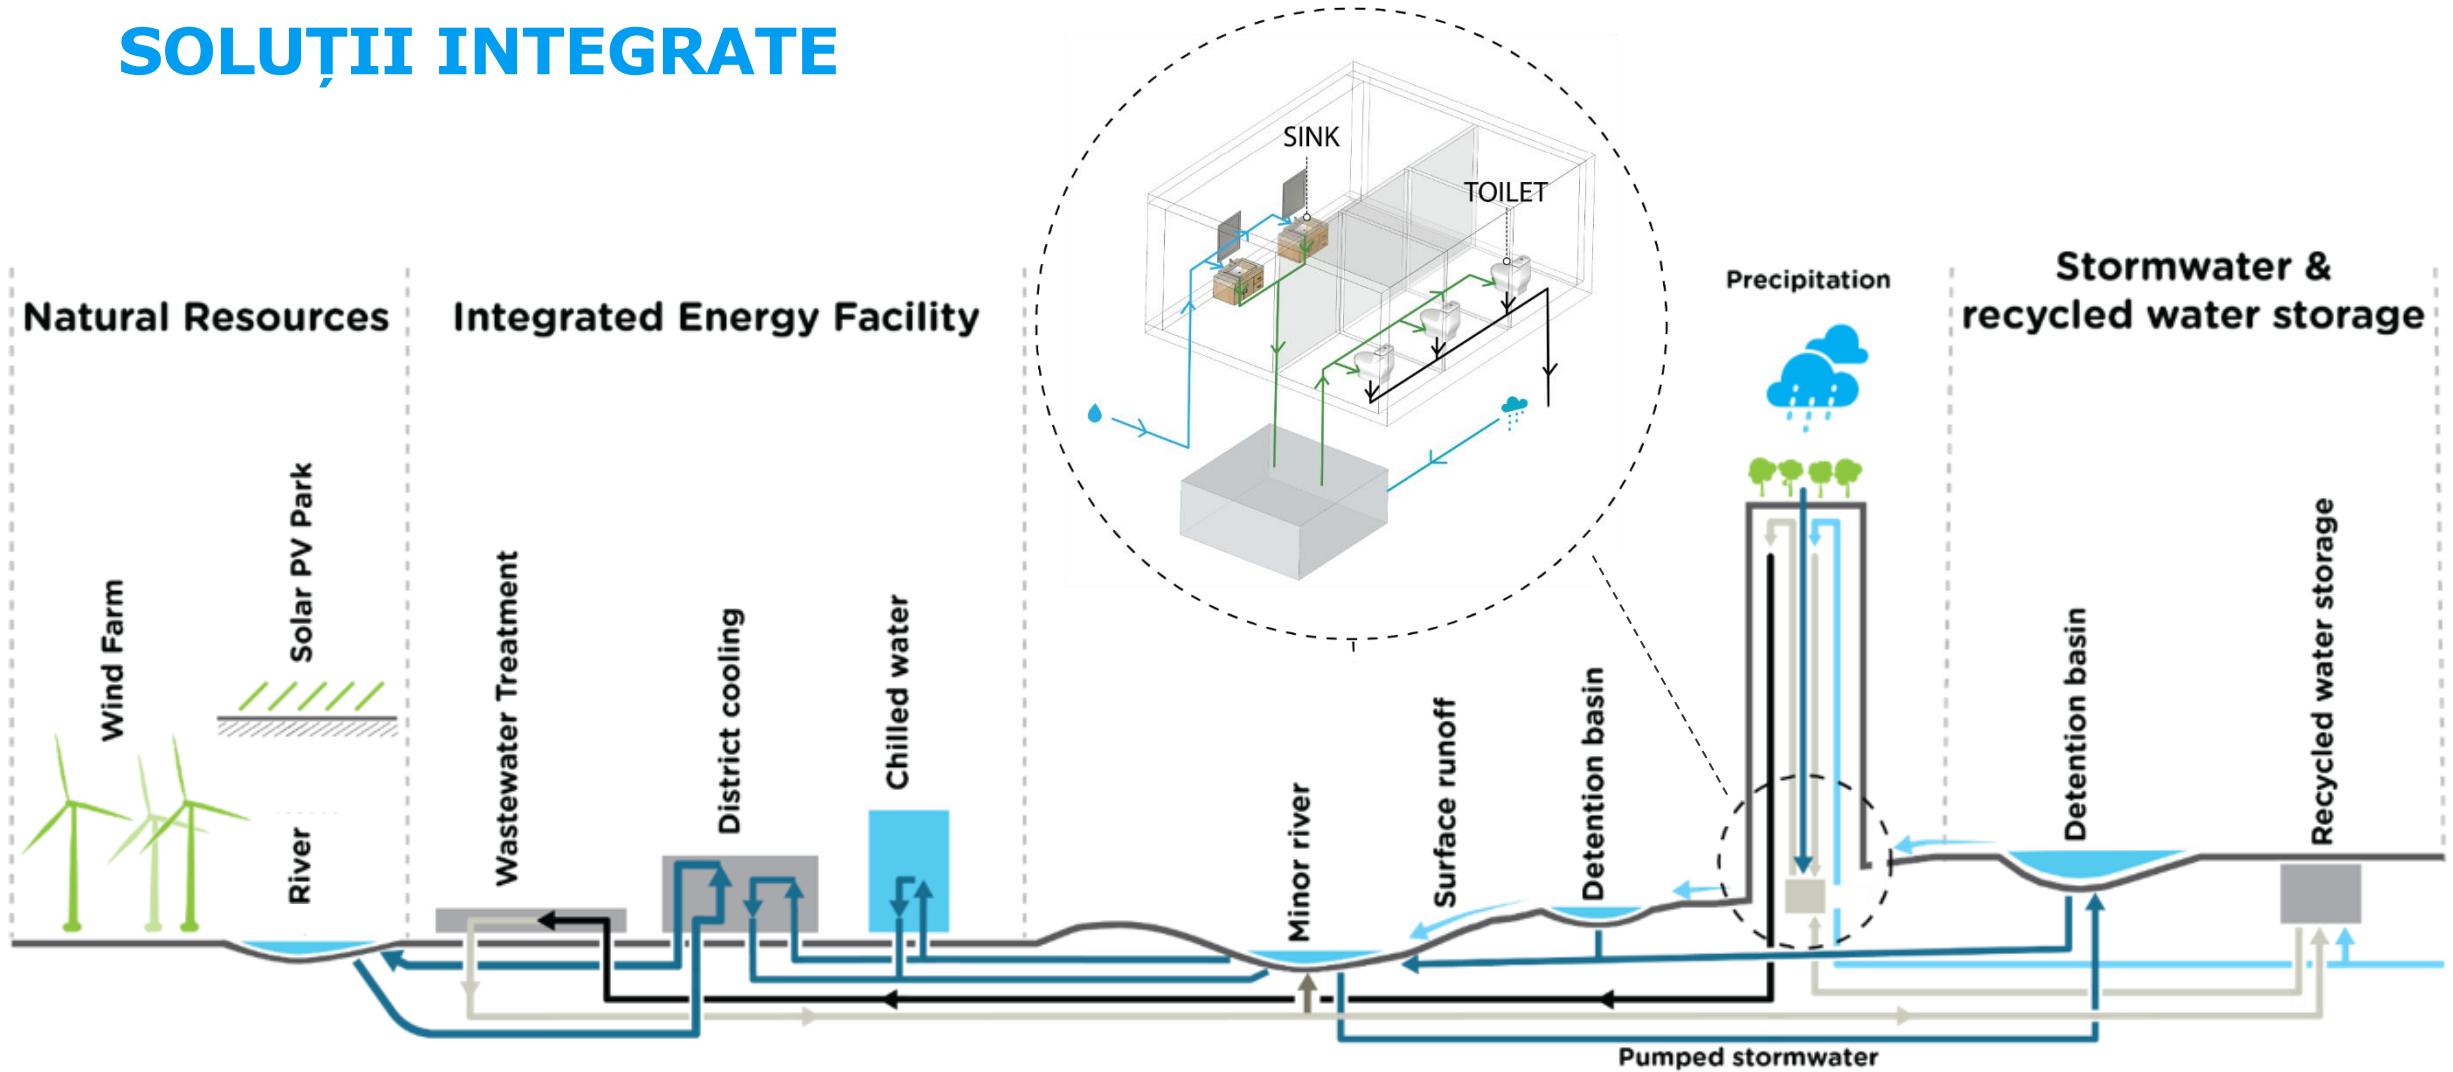 SOLUȚII INTEGRATE
SINK
TOILET
Natural Resources
Integrated Energy Facility
Precipitation
Stormwater &
recycled water storage
Wind Farm
Solar PV Park
River
Wastewater Treatment
District cooling
Chilled water
Minor river
Surface runoff
Detention basin
Detention basin
Recycled water storage
Pumped stormwater